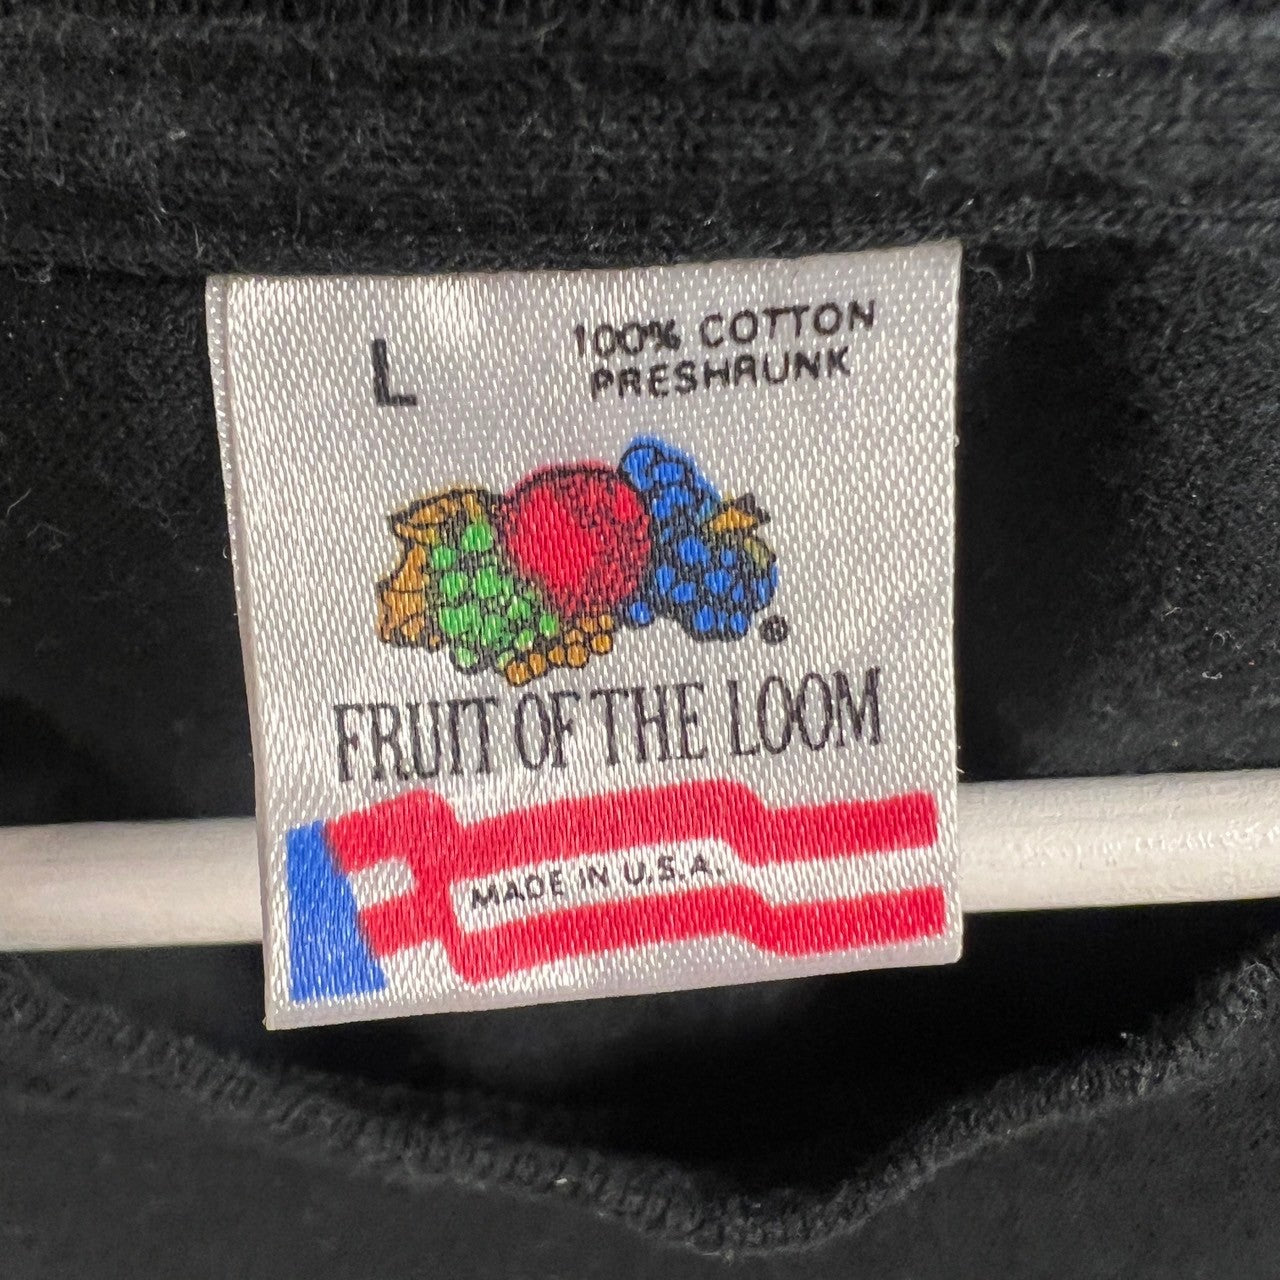 L
100% COTTON
PRESHRUNK
®
FRUIT OF THE LOOM
MADE IN U.S.A.